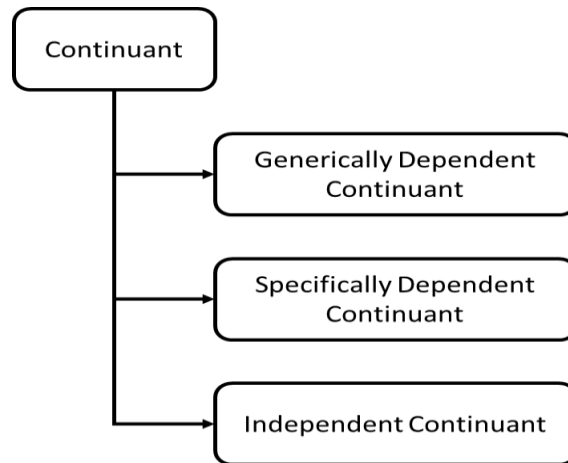 Continuant
Generically Dependent
Continuant
Specifically Dependent
Continuant
Independent Continuant